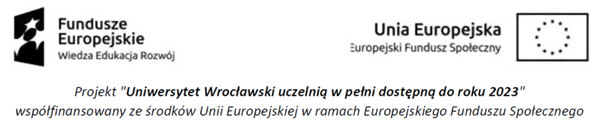 Fundusze
Europejskie
Wiedza Edukacja Rozwój
Unia Europejska
Europejski Fundusz Społeczny
Projekt "Uniwersytet Wrocławski uczelnią w pełni dostępną do roku 2023"
współfinansowany ze środków Unii Europejskiej w ramach Europejskiego Funduszu Społecznego